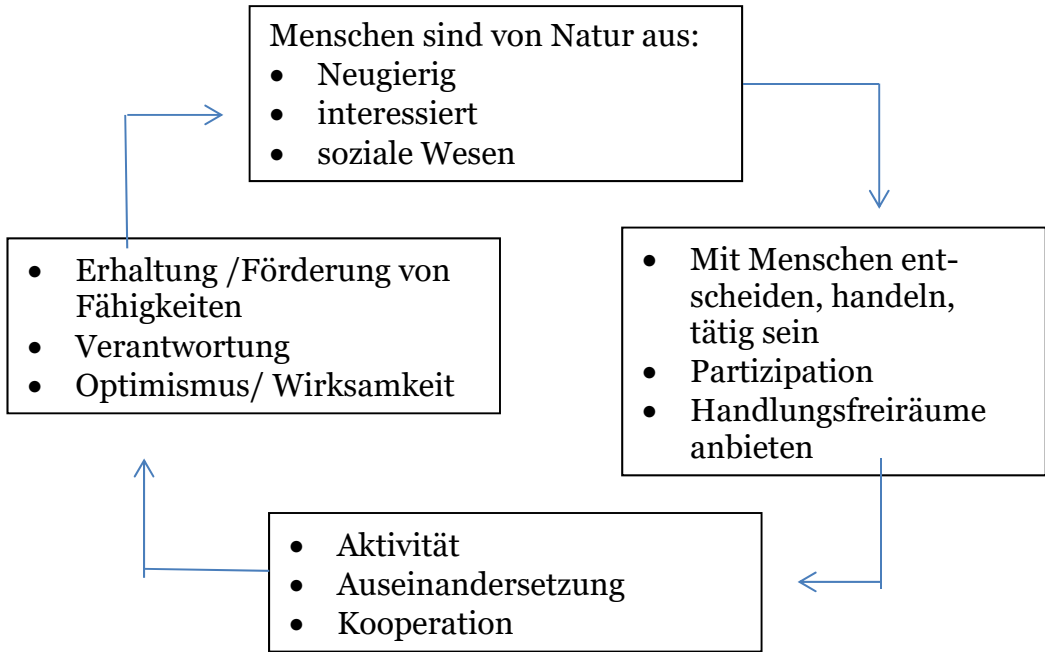 Menschen sind von Natur aus:
• Neugierig
• interessiert
• soziale Wesen
• Mit Menschen ent-
scheiden, handeln,
tätig sein
• Partizipation
• Handlungsfreiräume
anbieten
• Aktivität
• Auseinandersetzung
• Kooperation
• Erhaltung /Förderung von
Fähigkeiten
• Verantwortung
• Optimismus/ Wirksamkeit